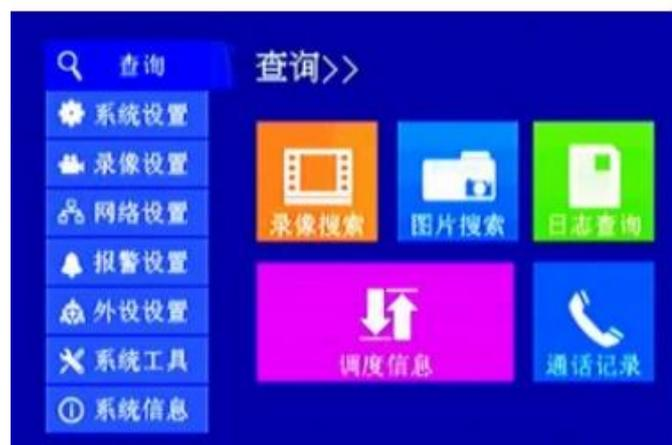 查询
系统设置
录像设置
网络设置
报警设置
外设设置
系统工具
系统信息
查询>>
录像搜索
图片搜索
日志查询
调度信息
通话记录